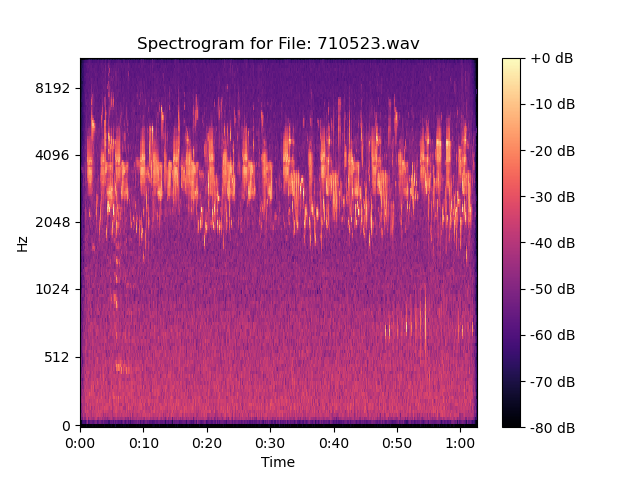 Spectrogram for File: 710523.wav
8192
4096
2048
1024
512
0
Hz
0:00 0:10 0:20 0:30 0:40 0:50 1:00
Time
+0 dB
-10 dB
-20 dB
-30 dB
-40 dB
-50 dB
-60 dB
-70 dB
-80 dB